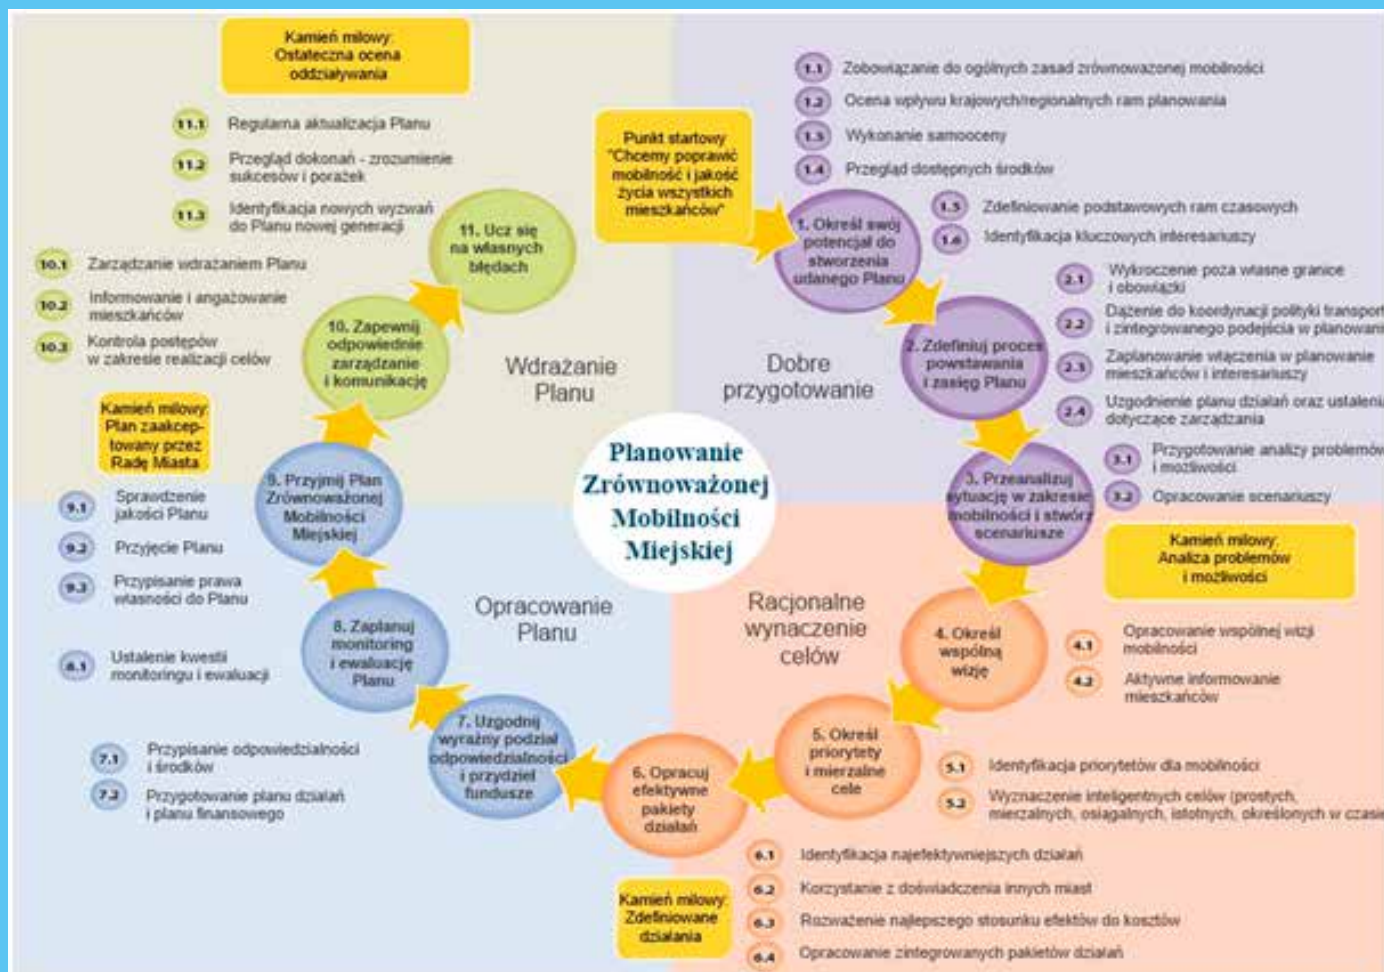 Kamień milowy:
Ostateczna ocena
oddziaływania
11.1 Regularna aktualizacja Planu
11.2 Przegląd dokonań - zrozumienie
sukcesów i porażek
11.3 Identyfikacja nowych wyzwań
do Planu nowej generacji
11. Ucz się
na własnych
błędach
10.1 Zarządzanie wdrażaniem Planu
10.2 Informowanie i angażowanie
mieszkańców
10.3 Kontrola postępów
w zakresie realizacji celów
10. Zapewnij
odpowiednie
zarządzanie
i komunikację
Wdrażanie
Planu
Punkt startowy
"Chcemy poprawić
mobilność i jakość
życia wszystkich
mieszkańców"
1.1 Zobowiązanie do ogólnych zasad zrównoważonej mobilności
1.2 Ocena wpływu krajowych/regionalnych ram planowania
1.3 Wykonanie samooceny
1.4 Przegląd dostępnych środków
1.5 Zdefiniowanie podstawowych ram czasowych
1.6 Identyfikacja kluczowych interesariuszy
1. Określ swój
potencjał do
stworzenia
udanego Planu
2.1 Wykroczenie poza własne granice
i obowiązki
2.2 Dążenie do koordynacji polityki transport
i zintegrowanego podejścia w planowani
2.3 Zaplanowanie włączenia w planowanie
mieszkańców i interesariuszy
2.4 Uzgodnienie planu działań oraz ustalenia
dotyczące zarządzania
2. Zdefiniuj proces
powstawania
i zasięg Planu
Dobre
przygotowanie
3.1 Przygotowanie analizy problemów
i możliwości
3.2 Opracowanie scenariuszy
3. Przeanalizuj
sytuację w zakresie
mobilności i stwórz
scenariusze
Kamień milowy:
Analiza problemów
i możliwości
Planowanie
Zrównoważonej
Mobilności
Miejskiej
Kamień milowy:
Plan zaakcep-
towany przez
Radę Miasta
9.1 Sprawdzenie
jakości Planu
9.2 Przyjęcie Planu
9.3 Przypisanie prawa
własności do Planu
9. Przyjmij Plan
Zrównoważonej
Mobilności
Miejskiej
8.1 Ustalenie kwestii
monitoringu i ewaluacji
8. Zaplanuj
monitoring
i ewaluację
Planu
Opracowanie
Planu
7.1 Przypisanie odpowiedzialności
i środków
7.2 Przygotowanie planu działań
i planu finansowego
7. Uzgodnij
wyraźny podział
odpowiedzialności
i przydziel
fundusze
Racjonalne
wynaczenie
celów
4. Określ
wspólną
wizję
4.1 Opracowanie wspólnej wizji
mobilności
4.2 Aktywne informowanie
mieszkańców
5. Określ
priorytety
i mierzalne
cele
5.1 Identyfikacja priorytetów dla mobilności
5.2 Wyznaczenie inteligentnych celów (prostych,
mierzalnych, osiągalnych, istotnych, określonych w czasie
6. Opracuj
efektywne
pakiety
działań
6.1 Identyfikacja najefektywniejszych działań
6.2 Korzystanie z doświadczenia innych miast
6.3 Rozważenie najlepszego stosunku efektów do kosztów
6.4 Opracowanie zintegrowanych pakietów działań
Kamień milowy:
Zdefiniowane
działania